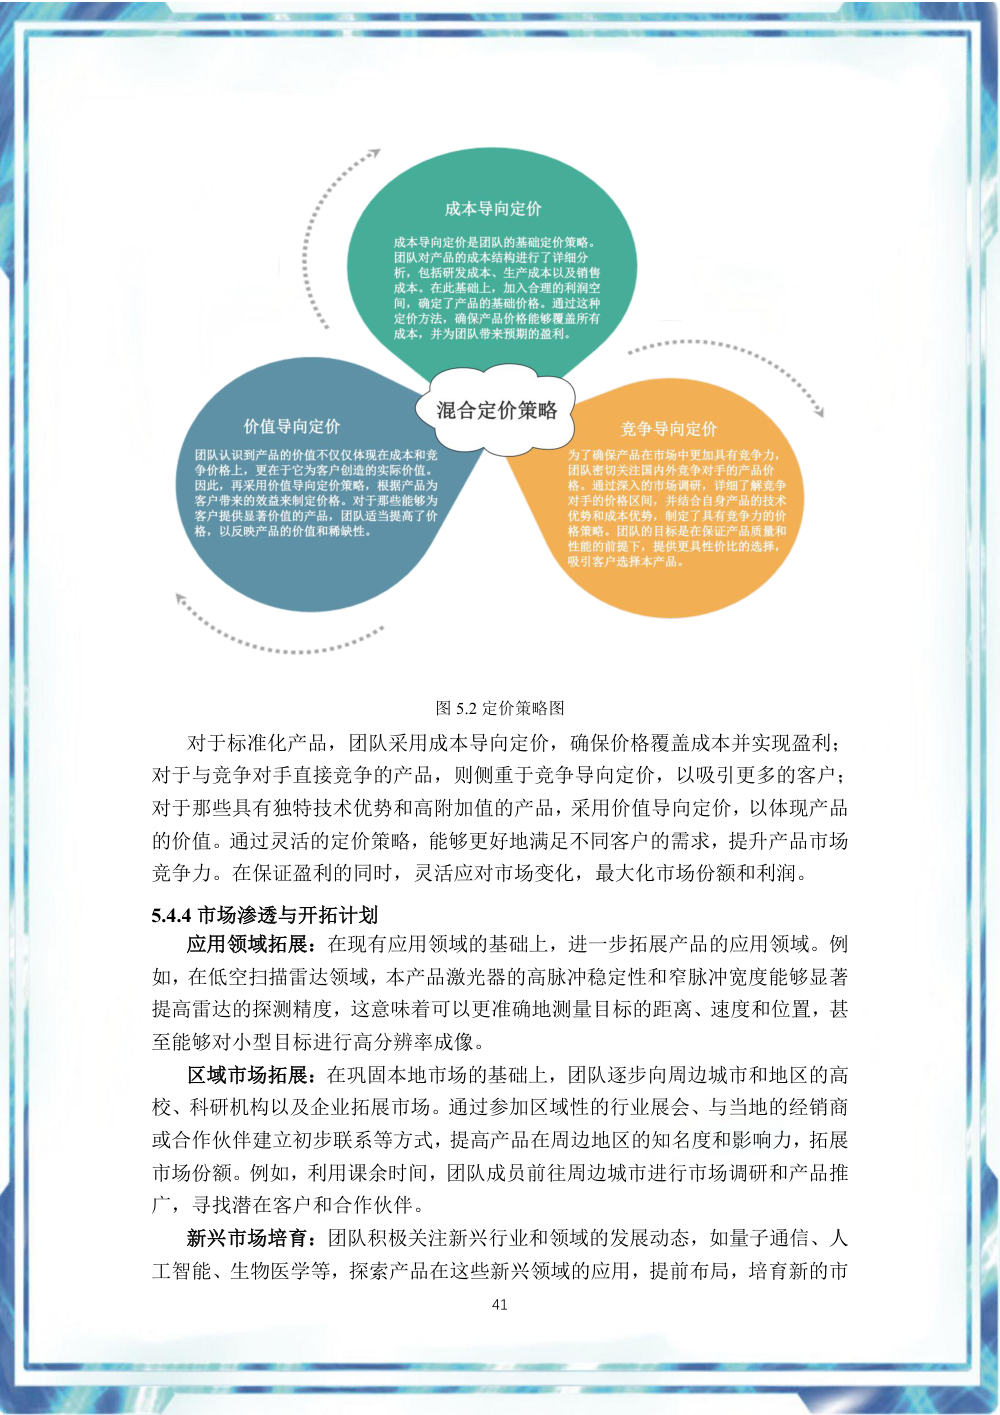 成本导向定价
成本导向定价是团队的基础定价策略。
团队对产品的成本结构进行了详细分
析，包括研发成本、生产成本以及销售
成本。在此基础上，加入合理的利润空
间，确定了产品的基础价格。通过这种
定价方法，确保产品价格能够覆盖所有
成本，并为团队带来预期的盈利。
混合定价策略
价值导向定价
团队认识到产品的价值不仅仅体现在成本和竞
争价格上，更在于它为客户创造的实际价值。
因此，再采用价值导向定价策略，根据产品为
客户带来的效益来制定价格。对于那些能够为
客户提供显著价值的产品，团队适当提高了价
格，以反映产品的价值和稀缺性。
竞争导向定价
为了确保产品在市场中更加具有竞争力，
团队密切关注国内外竞争对手的产品价
格。通过深入的市场调研，详细了解竞争
对手的价格区间，并结合自身产品的技术
优势和成本优势，制定了具有竞争力的价
格策略。团队的目标是在保证产品质量和
性能的前提下，提供更具性价比的选择，
吸引客户选择本产品。
图 5.2 定价策略图
对于标准化产品，团队采用成本导向定价，确保价格覆盖成本并实现盈利；
对于与竞争对手直接竞争的产品，则侧重于竞争导向定价，以吸引更多的客户；
对于那些具有独特技术优势和高附加值的产品，采用价值导向定价，以体现产品
的价值。通过灵活的定价策略，能够更好地满足不同客户的需求，提升产品市场
竞争力。在保证盈利的同时，灵活应对市场变化，最大化市场份额和利润。
5.4.4 市场渗透与开拓计划
应用领域拓展：在现有应用领域的基础上，进一步拓展产品的应用领域。例
如，在低空扫描雷达领域，本产品激光器的高脉冲稳定性和窄脉冲宽度能够显著
提高雷达的探测精度，这意味着可以更准确地测量目标的距离、速度和位置，甚
至能够对小型目标进行高分辨率成像。
区域市场拓展：在巩固本地市场的基础上，团队逐步向周边城市和地区的高
校、科研机构以及企业拓展市场。通过参加区域性的行业展会、与当地的经销商
或合作伙伴建立初步联系等方式，提高产品在周边地区的知名度和影响力，拓展
市场份额。例如，利用课余时间，团队成员前往周边城市进行市场调研和产品推
广，寻找潜在客户和合作伙伴。
新兴市场培育：团队积极关注新兴行业和领域的发展动态，如量子通信、人
工智能、生物医学等，探索产品在这些新兴领域的应用，提前布局，培育新的市
41